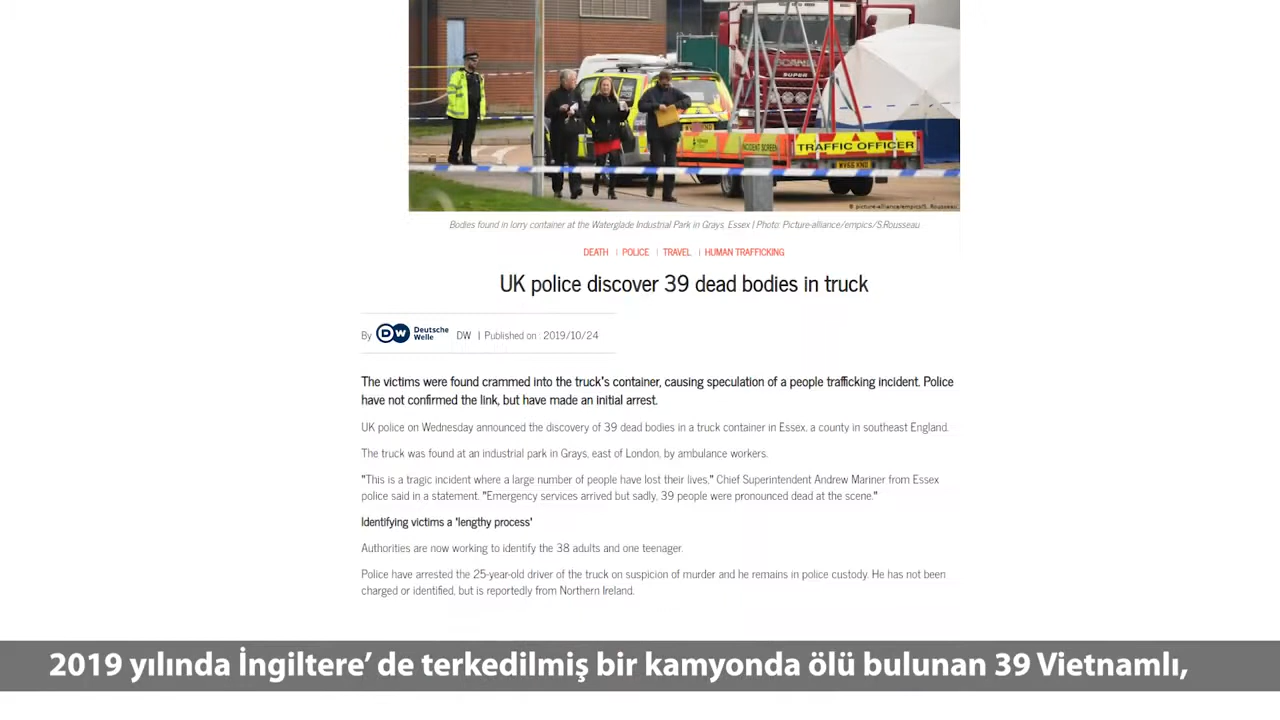 SCANIA
SUPER
INCIDENT SCREEN
TRAFFIC OFFICER
picture-alliance/empics/S. Rousseau
Bodies found in lorry container at the Waterglade Industrial Park in Grays, Essex | Photo: Picture-alliance/empics/S.Rousseau
DEATH | POLICE | TRAVEL | HUMAN TRAFFICKING
UK police discover 39 dead bodies in truck
By DW Deutsche Welle DW | Published on : 2019/10/24
The victims were found crammed into the truck's container, causing speculation of a people trafficking incident. Police
have not confirmed the link, but have made an initial arrest.
UK police on Wednesday announced the discovery of 39 dead bodies in a truck container in Essex, a county in southeast England.
The truck was found at an industrial park in Grays, east of London, by ambulance workers.
"This is a tragic incident where a large number of people have lost their lives," Chief Superintendent Andrew Mariner from Essex
police said in a statement. "Emergency services arrived but sadly, 39 people were pronounced dead at the scene."
Identifying victims a 'lengthy process'
Authorities are now working to identify the 38 adults and one teenager.
Police have arrested the 25-year-old driver of the truck on suspicion of murder and he remains in police custody. He has not been
charged or identified, but is reportedly from Northern Ireland.
2019 yılında İngiltere' de terkedilmiş bir kamyonda ölü bulunan 39 Vietnamlı,